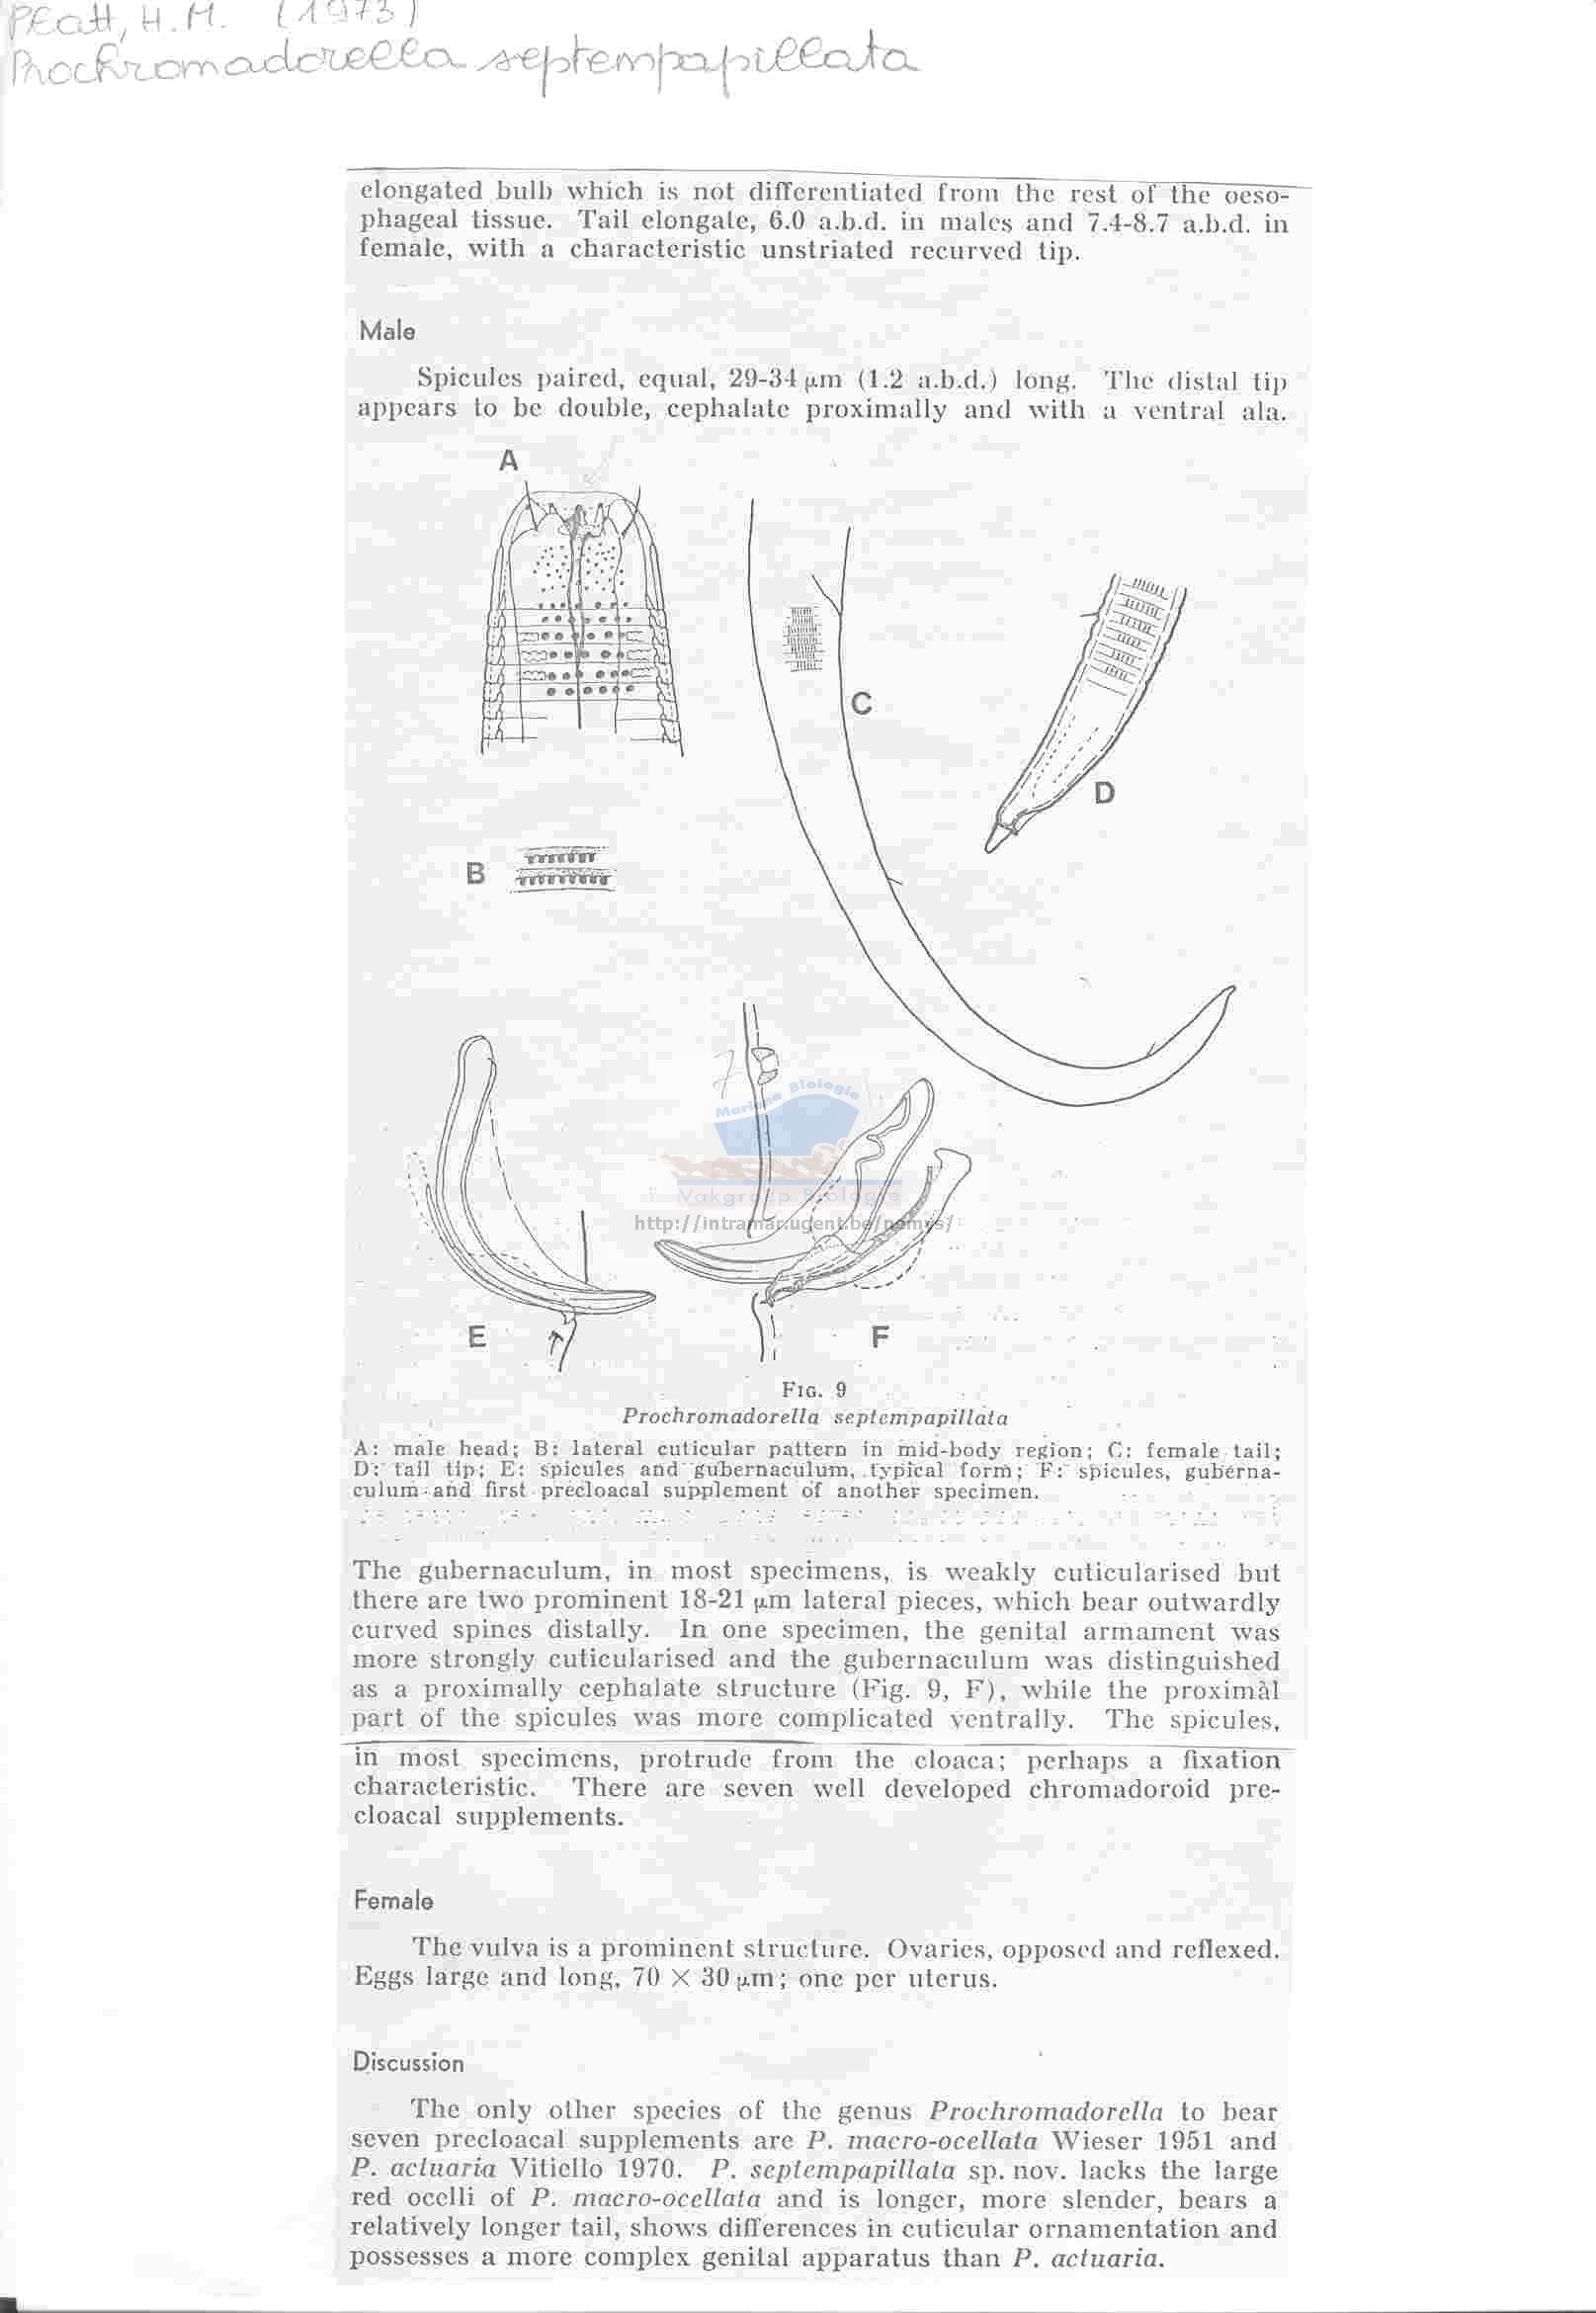 Platt, H.M. (1973)
Prochromadorella septempapillata
elongated bulb which is not differentiated from the rest of the oeso-
phageal tissue. Tail elongate, 6.0 a.b.d. in males and 7.4-8.7 a.b.d. in
female, with a characteristic unstriated recurved tip.
Male
Spicules paired, equal, 29-34 µm (1.2 a.b.d.) long. The distal tip
appears to be double, cephalate proximally and with a ventral ala.
A
C
D
B
7
Mariene Biologie
Vakgroep Biologie
http://intramar.ugent.be/nemys/
E
F
FIG. 9
Prochromadorella septempapillata
A: male head; B: lateral cuticular pattern in mid-body region; C: female tail;
D: tail tip; E: spicules and gubernaculum, typical form; F: spicules, guberna-
culum and first precloacal supplement of another specimen.
The gubernaculum, in most specimens, is weakly cuticularised but
there are two prominent 18-21 µm lateral pieces, which bear outwardly
curved spines distally. In one specimen, the genital armament was
more strongly cuticularised and the gubernaculum was distinguished
as a proximally cephalate structure (Fig. 9, F), while the proximal
part of the spicules was more complicated ventrally. The spicules,
in most specimens, protrude from the cloaca; perhaps a fixation
characteristic. There are seven well developed chromadoroid pre-
cloacal supplements.
Female
The vulva is a prominent structure. Ovaries, opposed and reflexed.
Eggs large and long, 70 × 30 µm; one per uterus.
Discussion
The only other species of the genus Prochromadorella to bear
seven precloacal supplements are P. macro-ocellata Wieser 1951 and
P. actuaria Vitiello 1970. P. septempapillata sp. nov. lacks the large
red ocelli of P. macro-ocellata and is longer, more slender, bears a
relatively longer tail, shows differences in cuticular ornamentation and
possesses a more complex genital apparatus than P. actuaria.